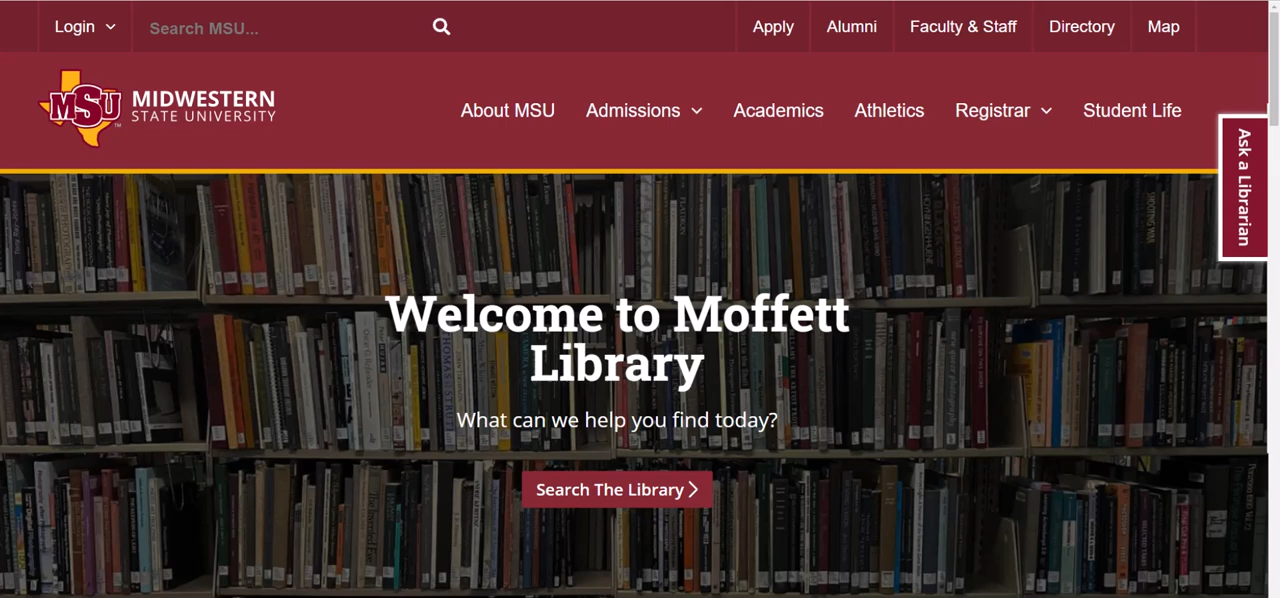 Login
Search MSU...
Apply
Alumni
Faculty & Staff
Directory
Map
MSU
TM
MIDWESTERN
STATE UNIVERSITY
About MSU
Admissions
Academics
Athletics
Registrar
Student Life
Ask a Librarian
Welcome to Moffett
Library
What can we help you find today?
Search The Library